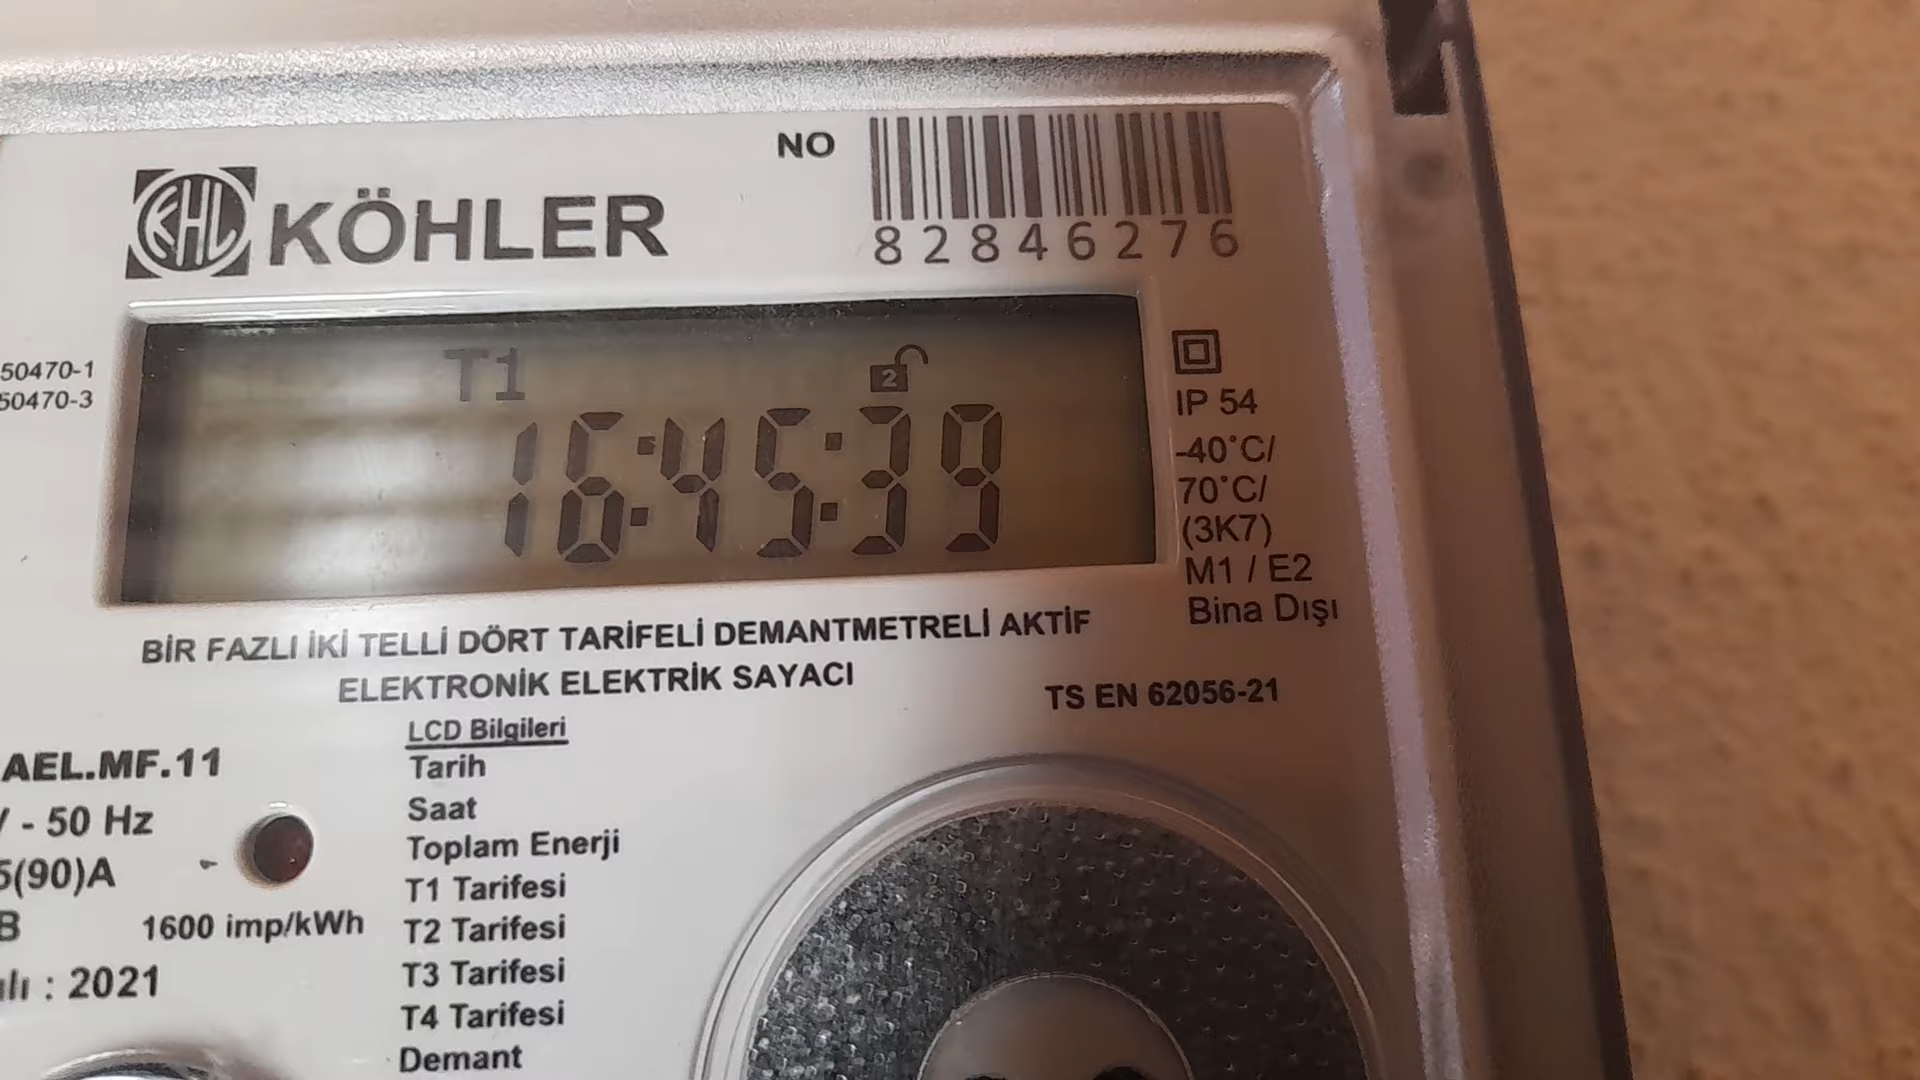 NO
KHL KÖHLER
82846276
50470-1
50470-3
T1
2
16:45:39
IP 54
-40°C/
70°C/
(3K7)
M1 / E2
Bina Dışı
BİR FAZLI İKİ TELLİ DÖRT TARİFELİ DEMANTMETRELİ AKTİF
ELEKTRONİK ELEKTRİK SAYACI
TS EN 62056-21
LCD Bilgileri
Tarih
Saat
Toplam Enerji
T1 Tarifesi
T2 Tarifesi
T3 Tarifesi
T4 Tarifesi
Demant
AEL.MF.11
- 50 Hz
5(90)A
B
1600 imp/kWh
: 2021